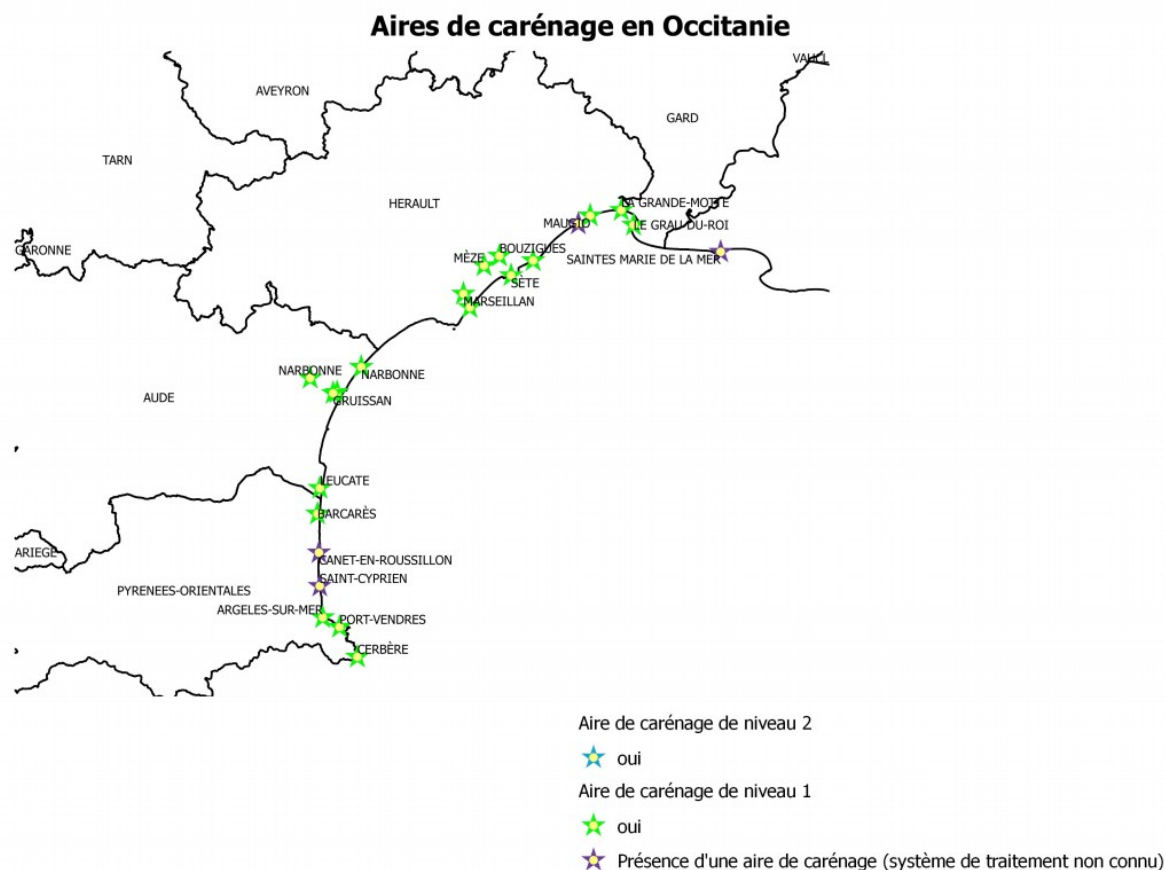 Aires de carénage en Occitanie
VAUCL
AVEYRON
GARD
TARN
HERAULT
LA GRANDE-MOTTE
MAUGIO
LE GRAU-DU-ROI
GARONNE
BOUZIGUES
MÈZE
SAINTES MARIE DE LA MER
SÈTE
MARSEILLAN
NARBONNE
NARBONNE
AUDE
GRUISSAN
LEUCATE
BARCARÈS
ARIEGE
CANET-EN-ROUSSILLON
SAINT-CYPRIEN
PYRENEES-ORIENTALES
ARGELES-SUR-MER
PORT-VENDRES
CERBÈRE
Aire de carénage de niveau 2
oui
Aire de carénage de niveau 1
oui
Présence d'une aire de carénage (système de traitement non connu)